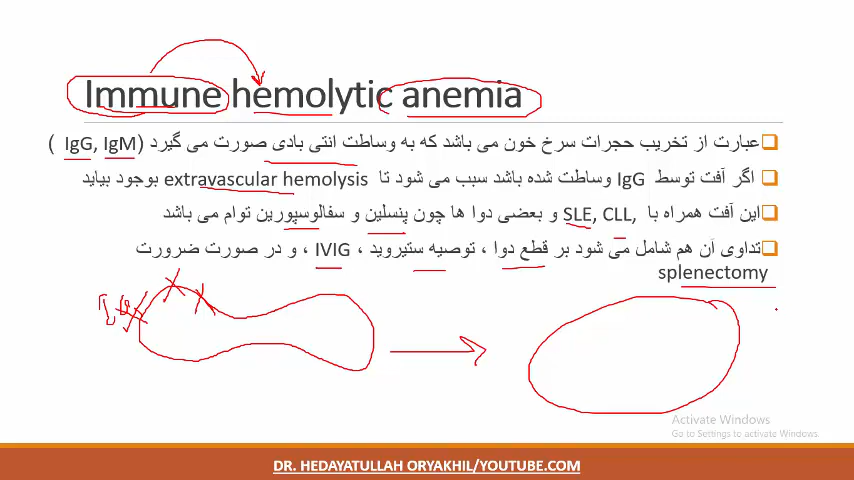 Immune hemolytic anemia
عبارت از تخریب حجرات سرخ خون می باشد که به وساطت انتی بادی صورت می گیرد (IgG, IgM )
اگر آفت توسط IgG وساطت شده باشد سبب می شود تا extravascular hemolysis بوجود بیاید
این آفت همراه با SLE, CLL, و بعضی دوا ها چون پنسلین و سفالوسپورین توام می باشد
تداوی آن هم شامل می شود بر قطع دوا ، توصیه ستیروید ، IVIG ، و در صورت ضرورت
splenectomy
Activate Windows
Go to Settings to activate Windows.
DR. HEDAYATULLAH ORYAKHIL/YOUTUBE.COM